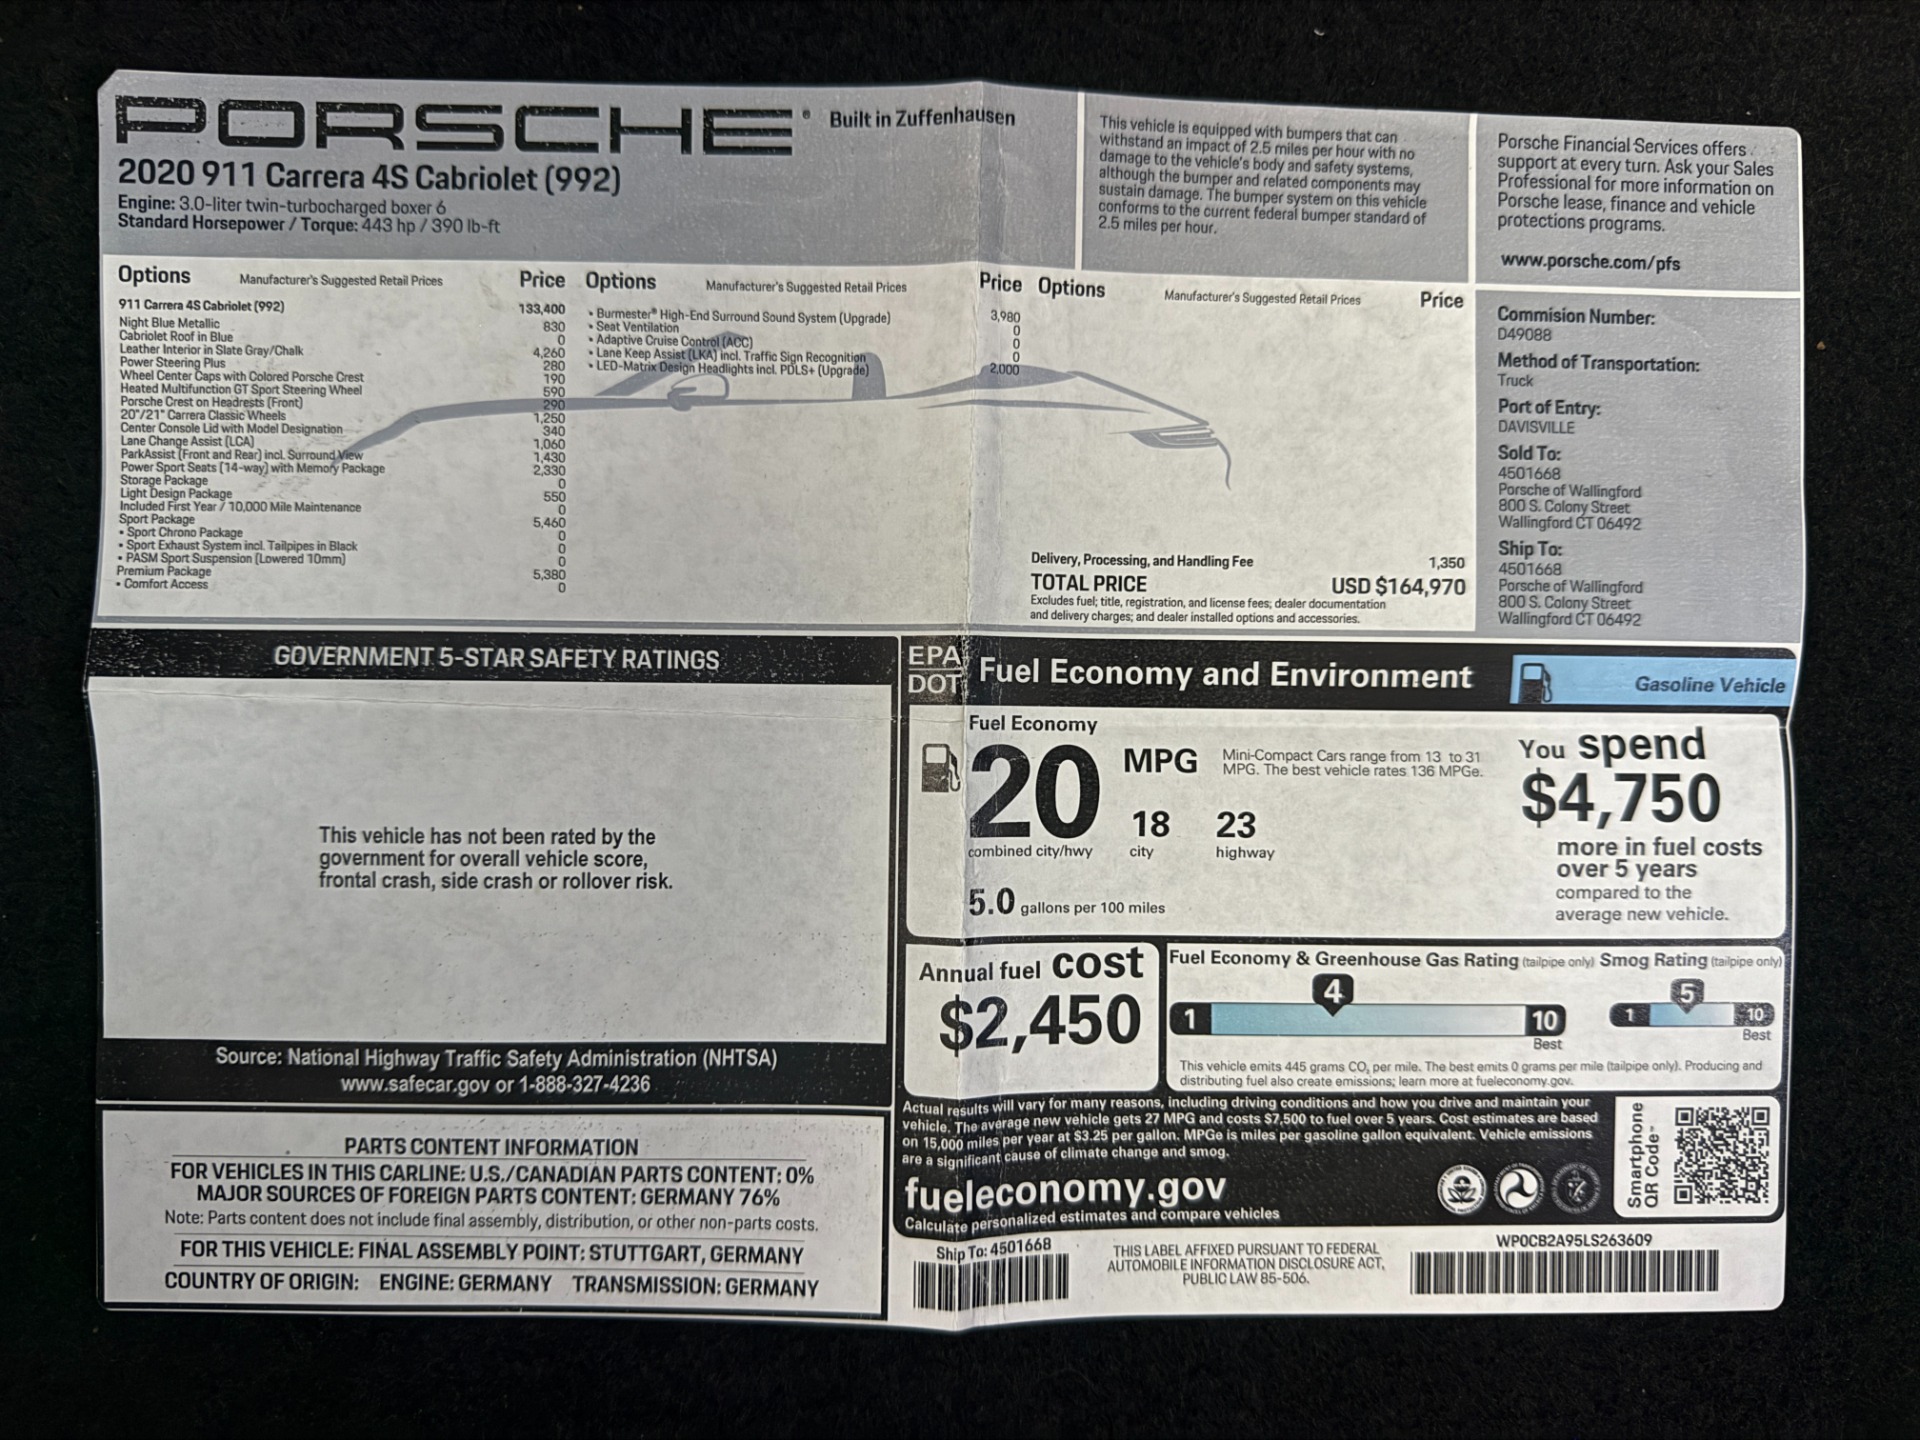 PORSCHE® Built in Zuffenhausen
2020 911 Carrera 4S Cabriolet (992)
Engine: 3.0-liter twin-turbocharged boxer 6
Standard Horsepower / Torque: 443 hp / 390 lb-ft
This vehicle is equipped with bumpers that can
withstand an impact of 2.5 miles per hour with no
damage to the vehicle's body and safety systems,
although the bumper and related components may
sustain damage. The bumper system on this vehicle
conforms to the current federal bumper standard of
2.5 miles per hour.
Porsche Financial Services offers
support at every turn. Ask your Sales
Professional for more information on
Porsche lease, finance and vehicle
protections programs.
www.porsche.com/pfs
Options Manufacturer's Suggested Retail Prices Price
911 Carrera 4S Cabriolet (992) 133,400
Night Blue Metallic 830
Cabriolet Roof in Blue 0
Leather Interior in Slate Gray/Chalk 4,260
Power Steering Plus 280
Wheel Center Caps with Colored Porsche Crest 190
Heated Multifunction GT Sport Steering Wheel 590
Porsche Crest on Headrests (Front) 290
20"/21" Carrera Classic Wheels 1,250
Center Console Lid with Model Designation 340
Lane Change Assist (LCA) 1,060
ParkAssist (Front and Rear) incl. Surround View 1,430
Power Sport Seats (14-way) with Memory Package 2,330
Storage Package 0
Light Design Package 550
Included First Year / 10,000 Mile Maintenance 0
Sport Package 5,460
• Sport Chrono Package 0
• Sport Exhaust System incl. Tailpipes in Black 0
• PASM Sport Suspension (Lowered 10mm) 0
Premium Package 5,380
• Comfort Access 0
Options Manufacturer's Suggested Retail Prices Price
• Burmester® High-End Surround Sound System (Upgrade) 3,980
• Seat Ventilation 0
• Adaptive Cruise Control (ACC) 0
• Lane Keep Assist (LKA) incl. Traffic Sign Recognition 0
• LED-Matrix Design Headlights incl. PDLS+ (Upgrade) 2,000
Options Manufacturer's Suggested Retail Prices Price
Delivery, Processing, and Handling Fee 1,350
TOTAL PRICE USD $164,970
Excludes fuel; title, registration, and license fees; dealer documentation
and delivery charges; and dealer installed options and accessories.
Commision Number:
D49088
Method of Transportation:
Truck
Port of Entry:
DAVISVILLE
Sold To:
4501668
Porsche of Wallingford
800 S. Colony Street
Wallingford CT 06492
Ship To:
4501668
Porsche of Wallingford
800 S. Colony Street
Wallingford CT 06492
GOVERNMENT 5-STAR SAFETY RATINGS
This vehicle has not been rated by the
government for overall vehicle score,
frontal crash, side crash or rollover risk.
Source: National Highway Traffic Safety Administration (NHTSA)
www.safecar.gov or 1-888-327-4236
PARTS CONTENT INFORMATION
FOR VEHICLES IN THIS CARLINE: U.S./CANADIAN PARTS CONTENT: 0%
MAJOR SOURCES OF FOREIGN PARTS CONTENT: GERMANY 76%
Note: Parts content does not include final assembly, distribution, or other non-parts costs.
FOR THIS VEHICLE: FINAL ASSEMBLY POINT: STUTTGART, GERMANY
COUNTRY OF ORIGIN: ENGINE: GERMANY TRANSMISSION: GERMANY
EPA
DOT
Fuel Economy and Environment
Gasoline Vehicle
Fuel Economy
20 MPG
combined city/hwy
18 city
23 highway
5.0 gallons per 100 miles
Mini-Compact Cars range from 13 to 31
MPG. The best vehicle rates 136 MPGe.
You spend
$4,750
more in fuel costs
over 5 years
compared to the
average new vehicle.
Annual fuel cost
$2,450
Fuel Economy & Greenhouse Gas Rating (tailpipe only)
4
1 10
Best
Smog Rating (tailpipe only)
5
1 10
Best
This vehicle emits 445 grams CO₂ per mile. The best emits 0 grams per mile (tailpipe only). Producing and
distributing fuel also create emissions; learn more at fueleconomy.gov.
Actual results will vary for many reasons, including driving conditions and how you drive and maintain your
vehicle. The average new vehicle gets 27 MPG and costs $7,500 to fuel over 5 years. Cost estimates are based
on 15,000 miles per year at $3.25 per gallon. MPGe is miles per gasoline gallon equivalent. Vehicle emissions
are a significant cause of climate change and smog.
fueleconomy.gov
Calculate personalized estimates and compare vehicles
Smartphone
QR Code™
Ship To: 4501668
THIS LABEL AFFIXED PURSUANT TO FEDERAL
AUTOMOBILE INFORMATION DISCLOSURE ACT,
PUBLIC LAW 85-506.
WP0CB2A95LS263609